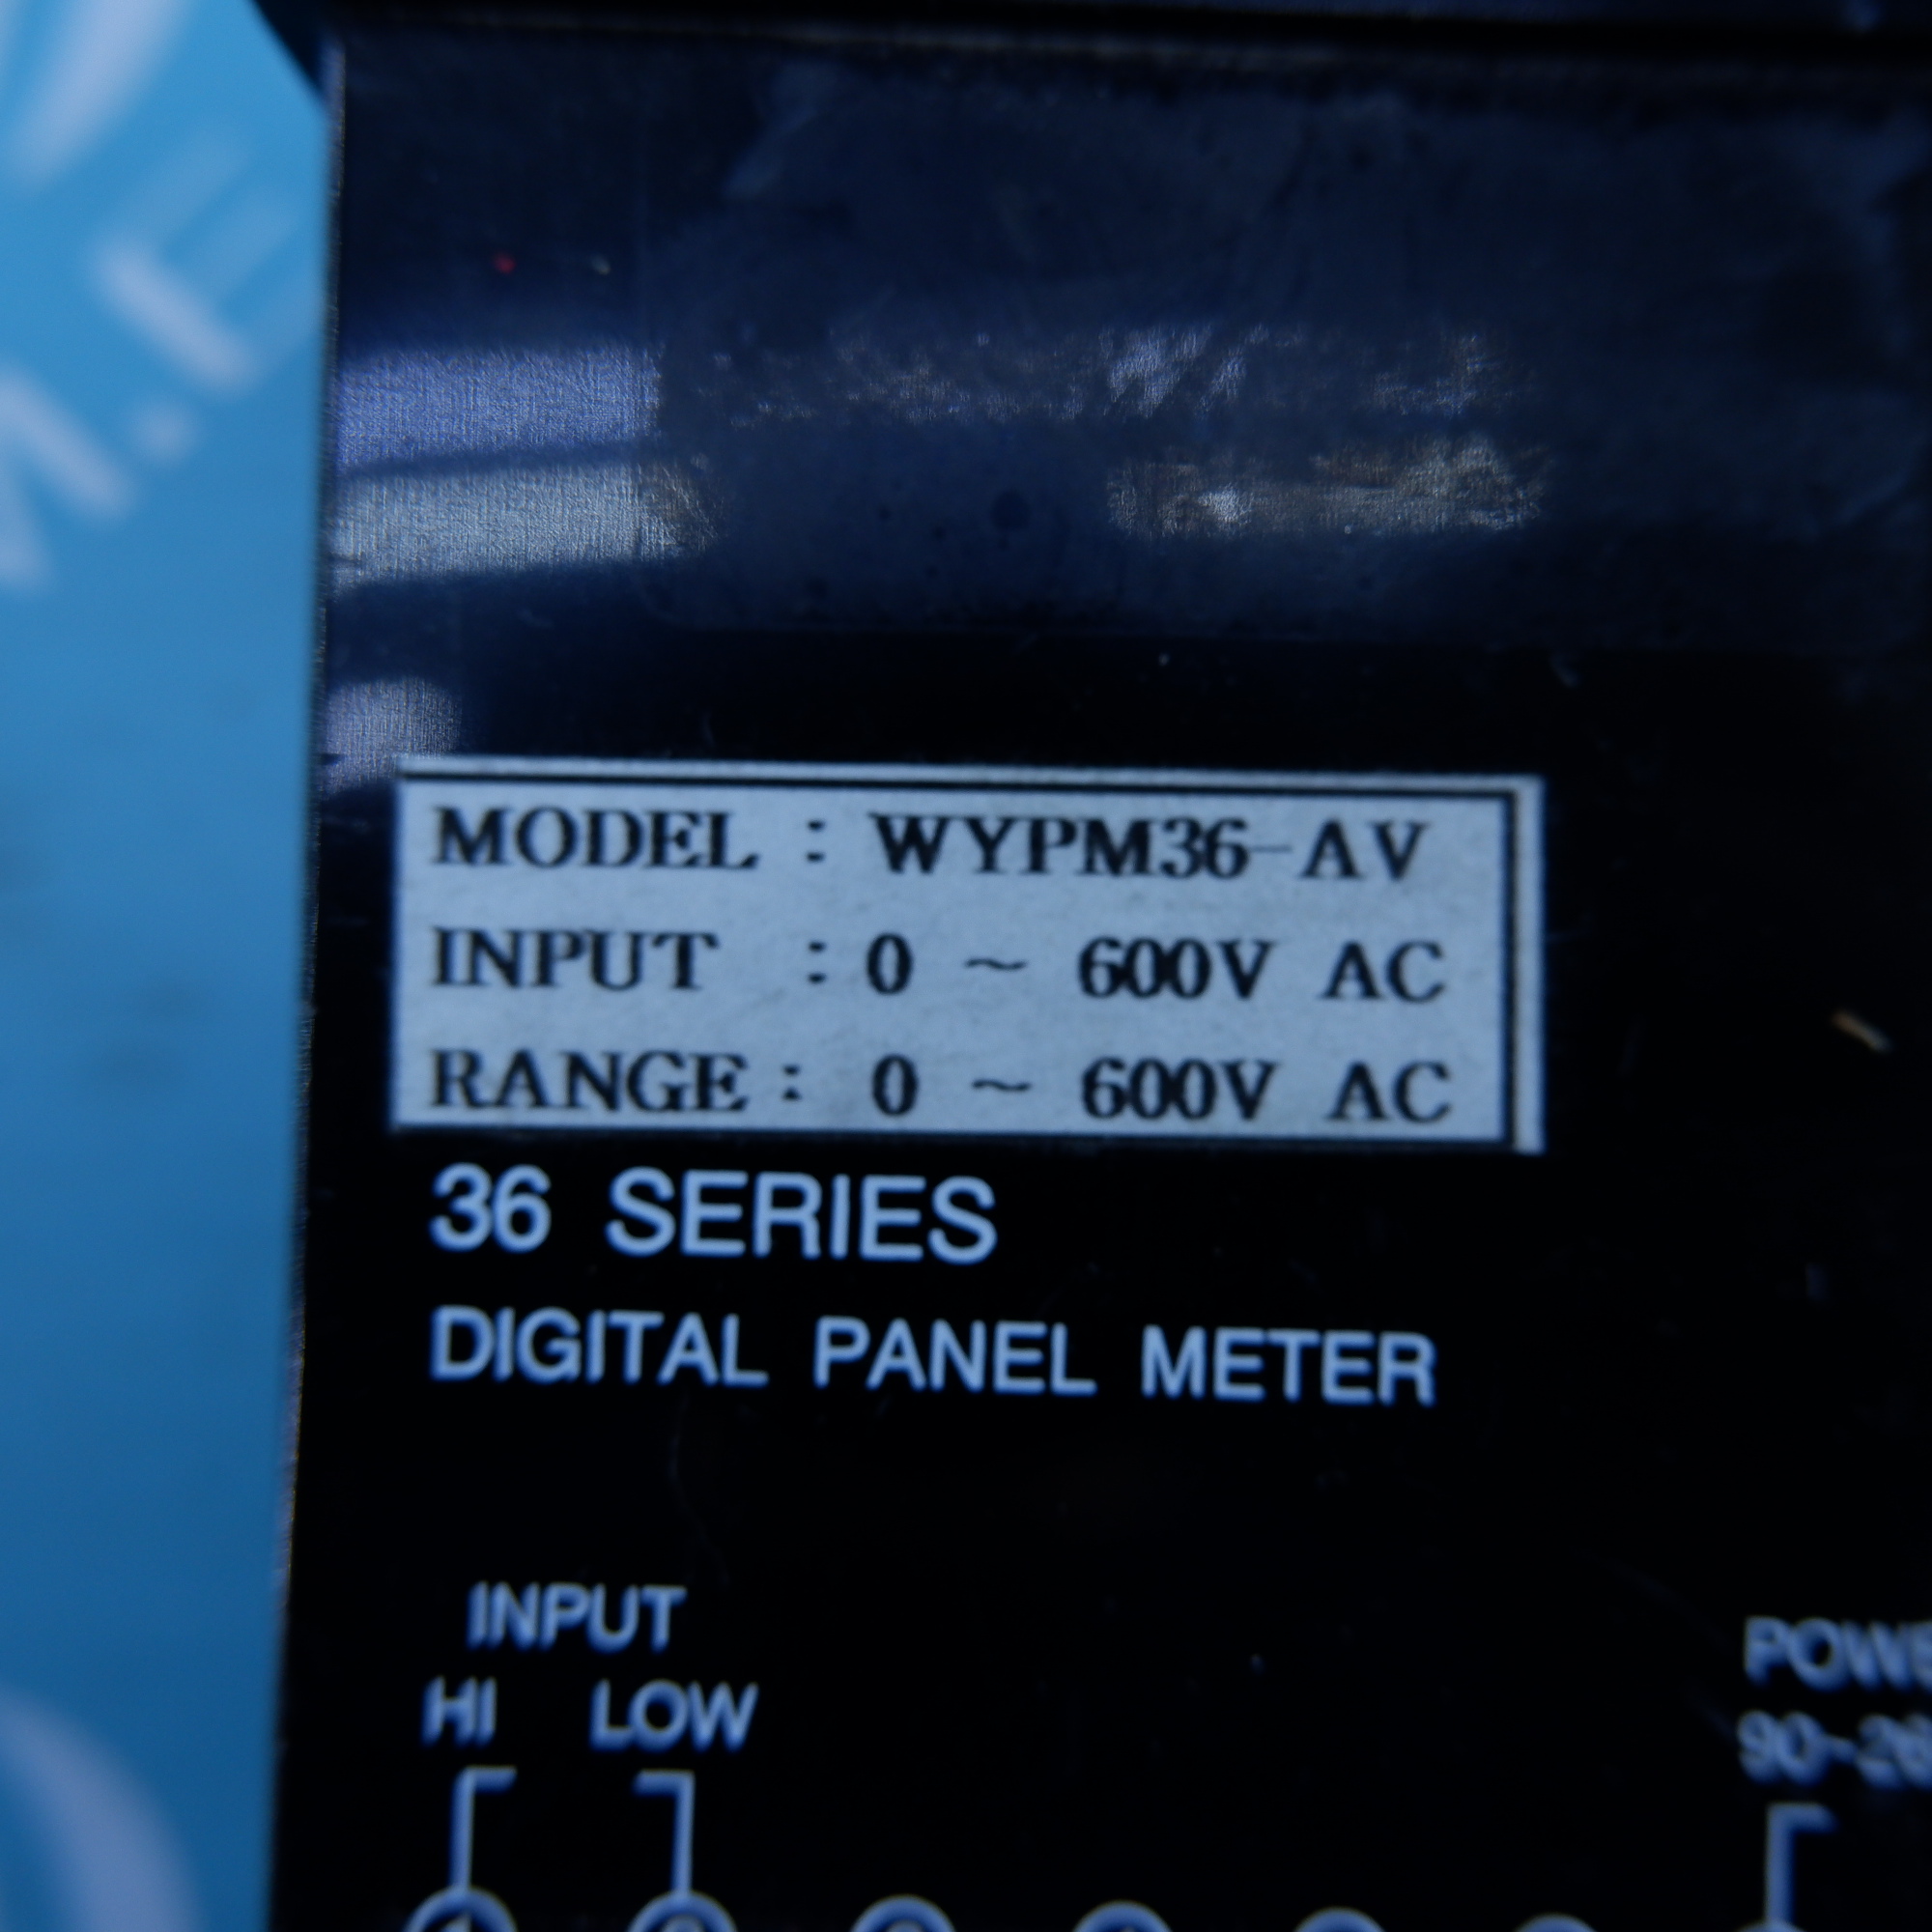 MODEL : WYPM36-AV
INPUT : 0 ~ 600V AC
RANGE : 0 ~ 600V AC
36 SERIES
DIGITAL PANEL METER
INPUT
HI LOW